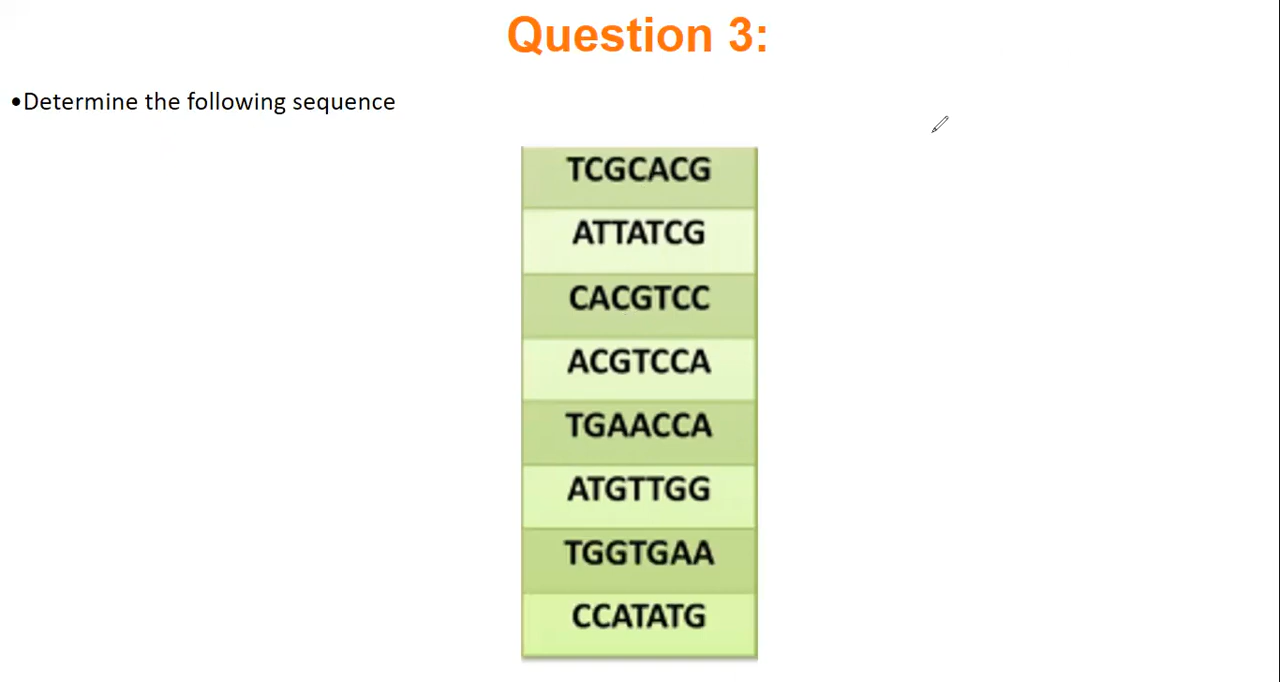 Question 3:
•Determine the following sequence
TCGCACG
ATTATCG
CACGTCC
ACGTCCA
TGAACCA
ATGTTGG
TGGTGAA
CCATATG